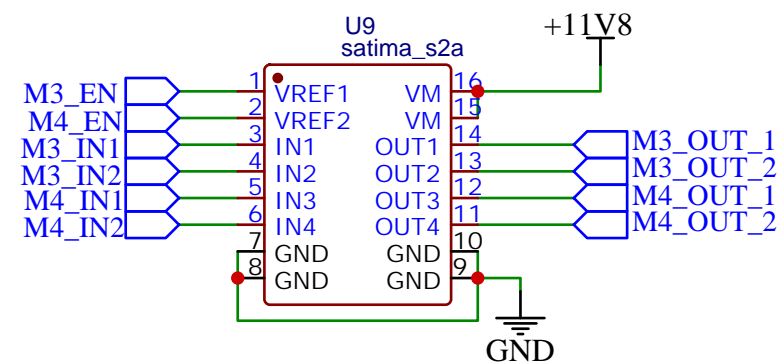 U9
satima_s2a
+11V8
M3_EN 1 VREF1 VM 16
M4_EN 2 VREF2 VM 15
M3_IN1 3 IN1 OUT1 14 M3_OUT_1
M3_IN2 4 IN2 OUT2 13 M3_OUT_2
M4_IN1 5 IN3 OUT3 12 M4_OUT_1
M4_IN2 6 IN4 OUT4 11 M4_OUT_2
7 GND GND 10
8 GND GND 9
GND